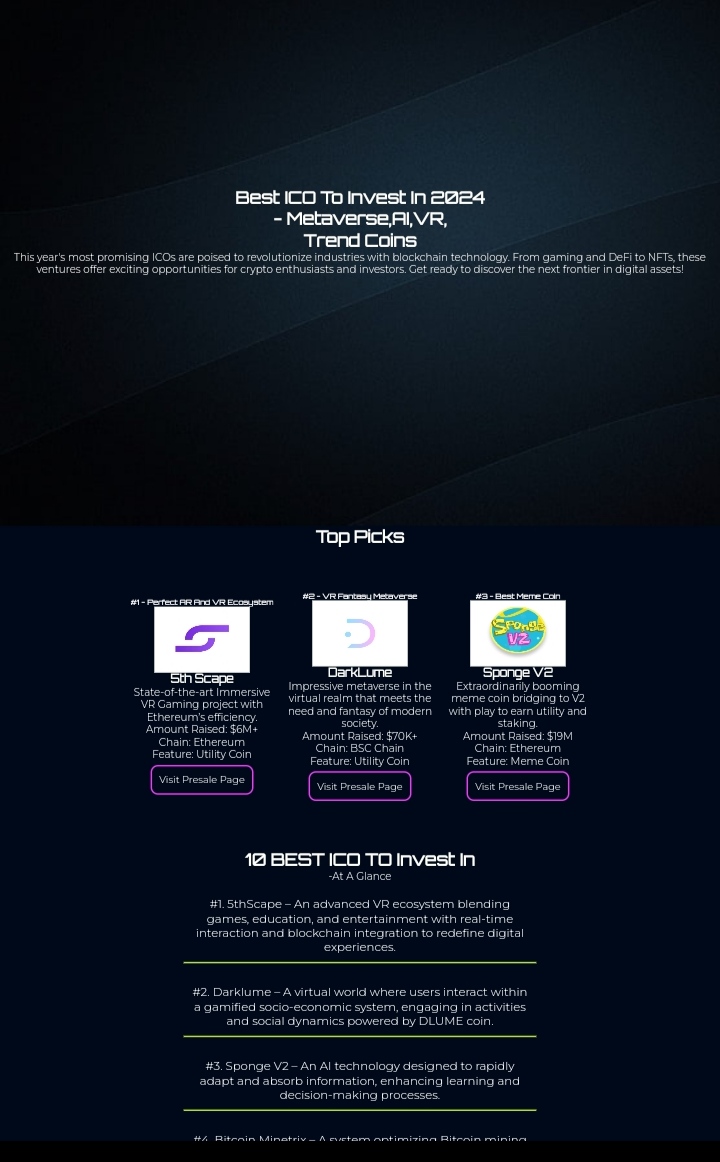 Best ICO To Invest In 2024
- Metaverse,AI,VR,
Trend Coins
This year's most promising ICOs are poised to revolutionize industries with blockchain technology. From gaming and DeFi to NFTs, these
ventures offer exciting opportunities for crypto enthusiasts and investors. Get ready to discover the next frontier in digital assets!
Top Picks
#1 - Perfect AR And VR Ecosystem
5th Scape
State-of-the-art Immersive
VR Gaming project with
Ethereum's efficiency.
Amount Raised: $6M+
Chain: Ethereum
Feature: Utility Coin
Visit Presale Page
#2 - VR Fantasy Metaverse
DarkLume
Impressive metaverse in the
virtual realm that meets the
need and fantasy of modern
society.
Amount Raised: $70K+
Chain: BSC Chain
Feature: Utility Coin
Visit Presale Page
#3 - Best Meme Coin
Sponge
V2
Sponge V2
Extraordinarily booming
meme coin bridging to V2
with play to earn utility and
staking.
Amount Raised: $19M
Chain: Ethereum
Feature: Meme Coin
Visit Presale Page
10 BEST ICO TO Invest In
-At A Glance
#1. 5thScape – An advanced VR ecosystem blending
games, education, and entertainment with real-time
interaction and blockchain integration to redefine digital
experiences.
#2. Darklume – A virtual world where users interact within
a gamified socio-economic system, engaging in activities
and social dynamics powered by DLUME coin.
#3. Sponge V2 – An AI technology designed to rapidly
adapt and absorb information, enhancing learning and
decision-making processes.
#4. Bitcoin Minetrix – A system optimizing Bitcoin mining